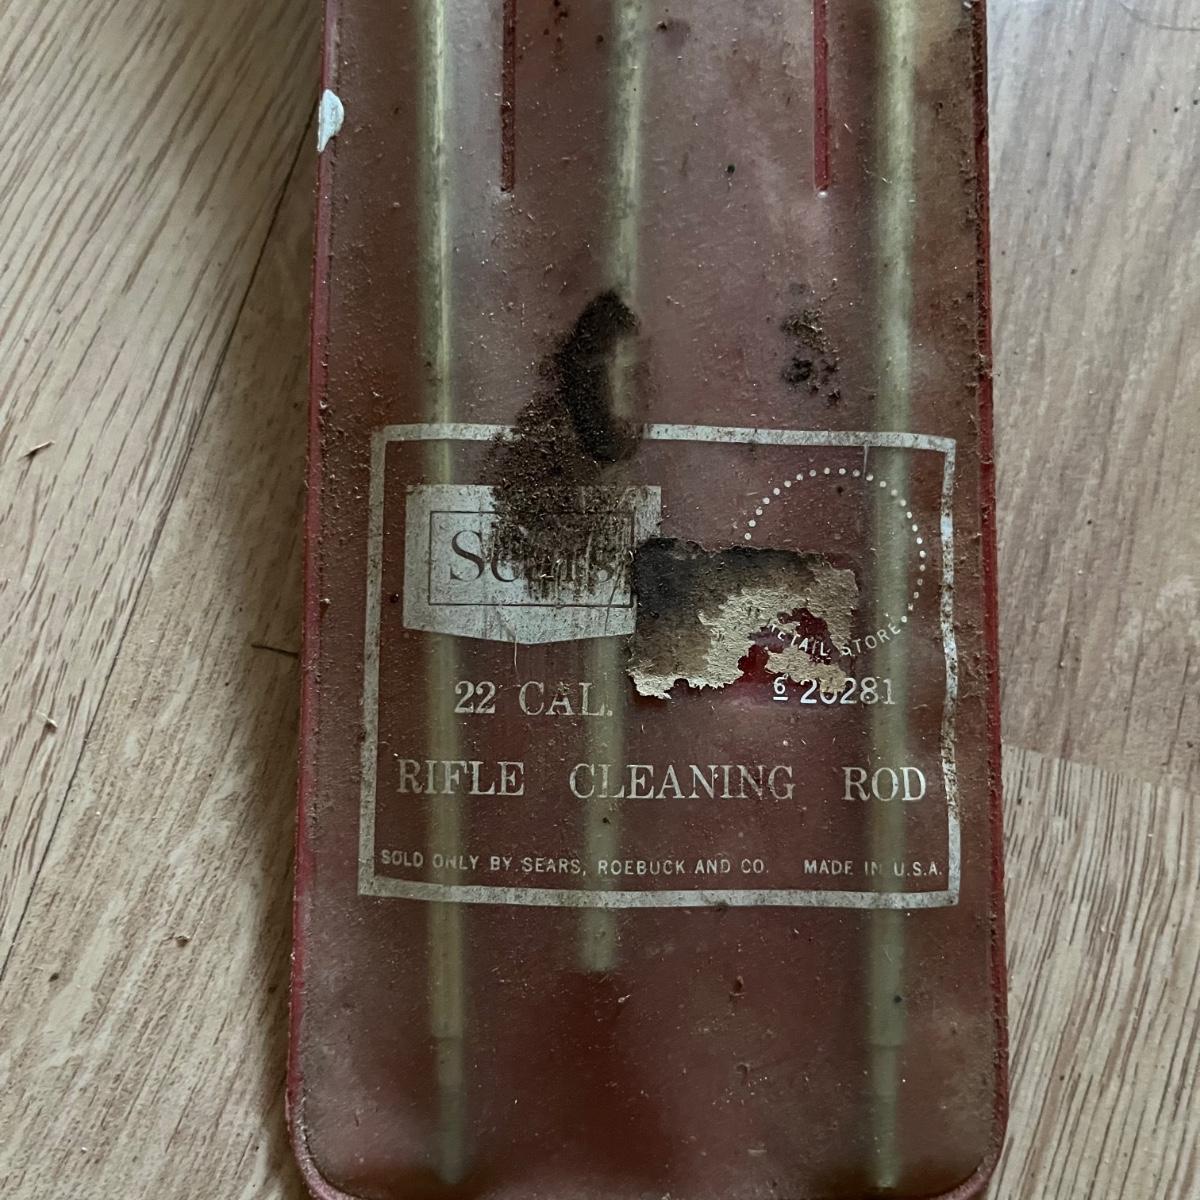 Sears
RETAIL STORE
22 CAL.
6 20281
RIFLE CLEANING ROD
SOLD ONLY BY SEARS, ROEBUCK AND CO. MADE IN U.S.A.